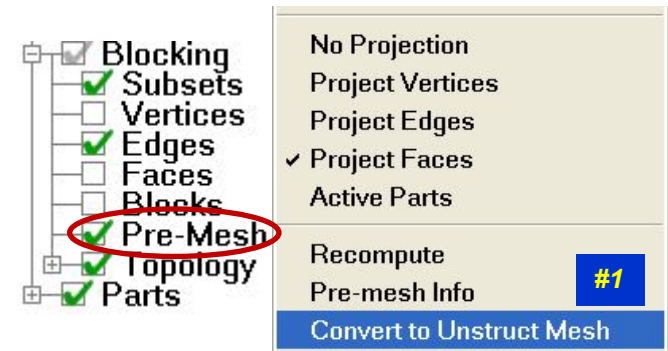 Blocking
Subsets
Vertices
Edges
Faces
Blocks
Pre-Mesh
Topology
Parts
No Projection
Project Vertices
Project Edges
Project Faces
Active Parts
Recompute
Pre-mesh Info
#1
Convert to Unstruct Mesh